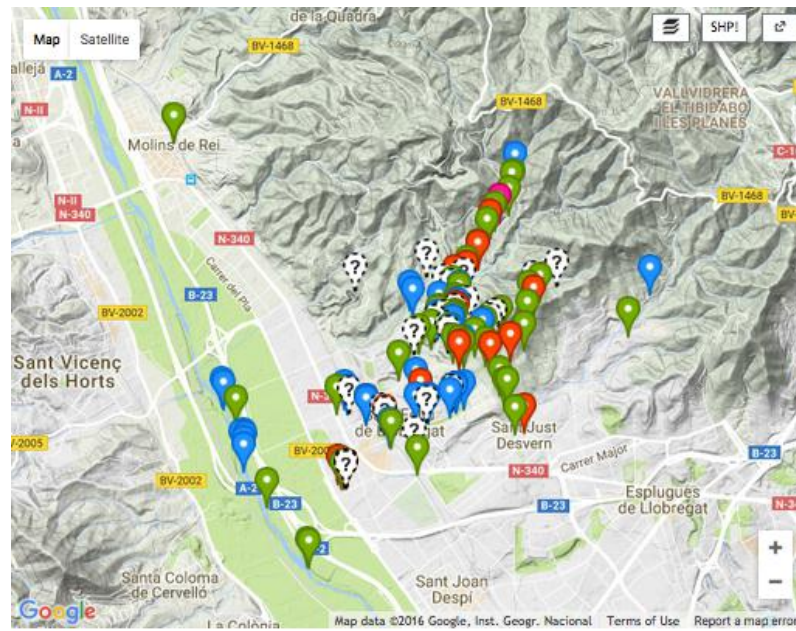 de la Quadra
Map
Satellite
SHP!
BV-1468
A-2
BV-1468
N-II
VALLVIDRERA
EL TIBIDABO
I LES PLANES
Molins de Rei
BV-1468
N-II
N-340
N-340
Carrer del Pla
B-23
B-23
BV-2002
Sant Vicenç
dels Horts
BV-2005
Sant Just
Desvern
Carrer Major
B-23
N-340
BV-2002
A-2
B-23
B-23
Esplugues
de Llobregat
Santa Coloma
de Cervelló
Sant Joan
Despí
+
−
Google
La Colònia
Map data ©2016 Google, Inst. Geogr. Nacional
Terms of Use
Report a map error